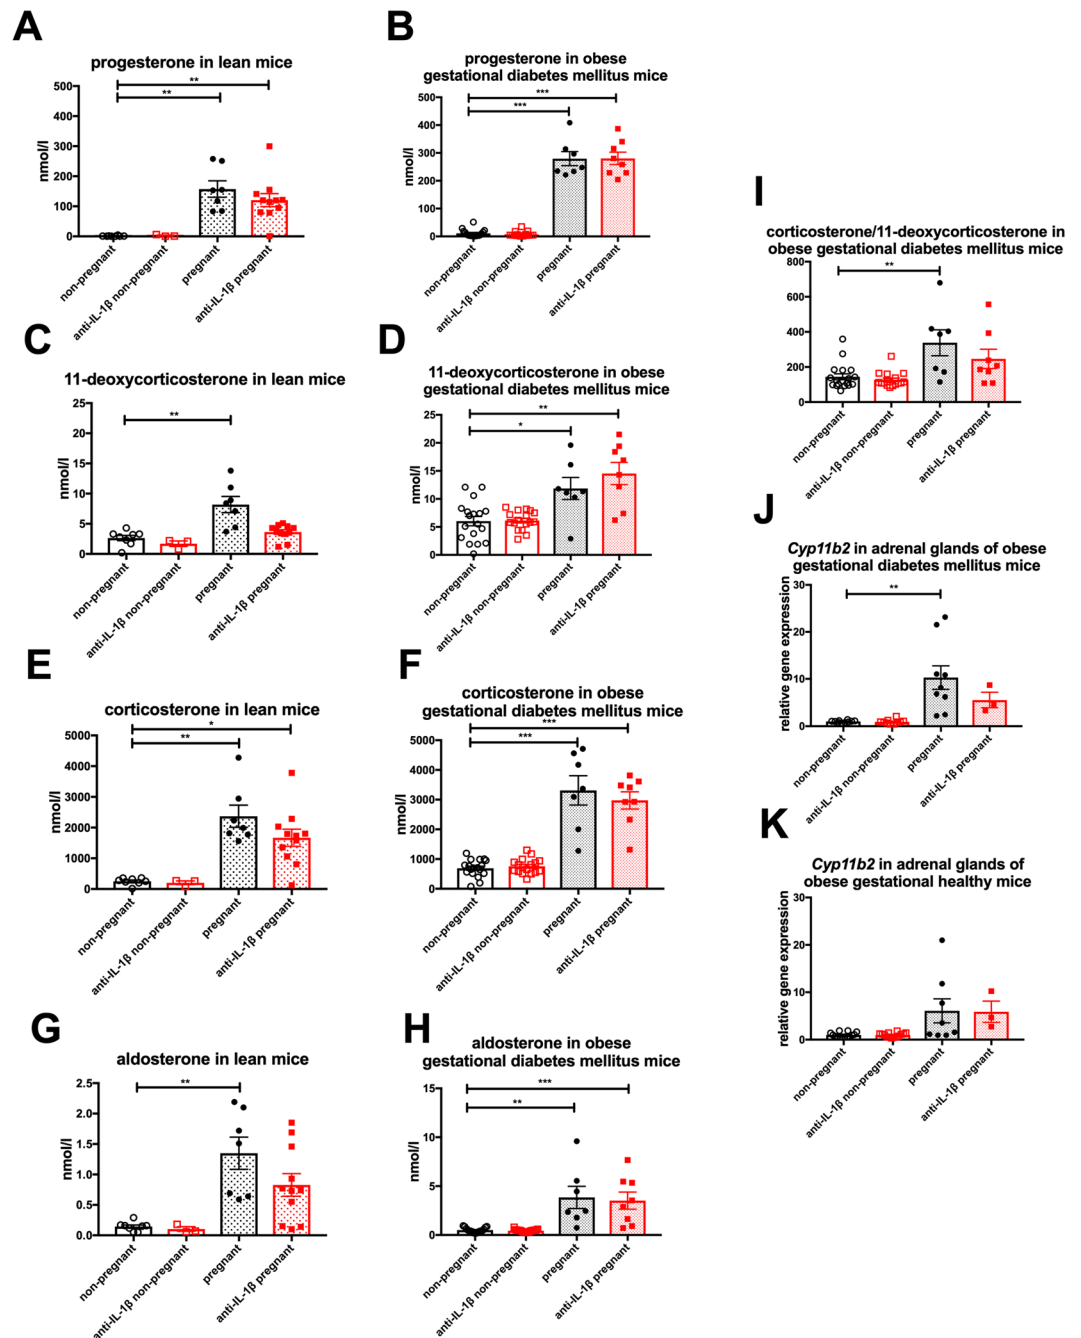 A
progesterone in lean mice
**
**
500
400
300
200
100
0
nmol/l
non-pregnant
anti-IL-1β non-pregnant
pregnant
anti-IL-1β pregnant
B
progesterone in obese
gestational diabetes mellitus mice
***
***
500
400
300
200
100
0
nmol/l
non-pregnant
anti-IL-1β non-pregnant
pregnant
anti-IL-1β pregnant
C
11-deoxycorticosterone in lean mice
**
25
20
15
10
5
0
nmol/l
non-pregnant
anti-IL-1β non-pregnant
pregnant
anti-IL-1β pregnant
D
11-deoxycorticosterone in obese
gestational diabetes mellitus mice
**
*
25
20
15
10
5
0
nmol/l
non-pregnant
anti-IL-1β non-pregnant
pregnant
anti-IL-1β pregnant
E
corticosterone in lean mice
*
**
5000
4000
3000
2000
1000
0
nmol/l
non-pregnant
anti-IL-1β non-pregnant
pregnant
anti-IL-1β pregnant
F
corticosterone in obese
gestational diabetes mellitus mice
***
***
5000
4000
3000
2000
1000
0
nmol/l
non-pregnant
anti-IL-1β non-pregnant
pregnant
anti-IL-1β pregnant
G
aldosterone in lean mice
**
2.5
2.0
1.5
1.0
0.5
0.0
nmol/l
non-pregnant
anti-IL-1β non-pregnant
pregnant
anti-IL-1β pregnant
H
aldosterone in obese
gestational diabetes mellitus mice
***
**
15
10
5
0
nmol/l
non-pregnant
anti-IL-1β non-pregnant
pregnant
anti-IL-1β pregnant
I
corticosterone/11-deoxycorticosterone in
obese gestational diabetes mellitus mice
**
800
600
400
200
0
non-pregnant
anti-IL-1β non-pregnant
pregnant
anti-IL-1β pregnant
J
Cyp11b2 in adrenal glands of obese
gestational diabetes mellitus mice
**
30
20
10
0
relative gene expression
non-pregnant
anti-IL-1β non-pregnant
pregnant
anti-IL-1β pregnant
K
Cyp11b2 in adrenal glands of
obese gestational healthy mice
30
20
10
0
relative gene expression
non-pregnant
anti-IL-1β non-pregnant
pregnant
anti-IL-1β pregnant